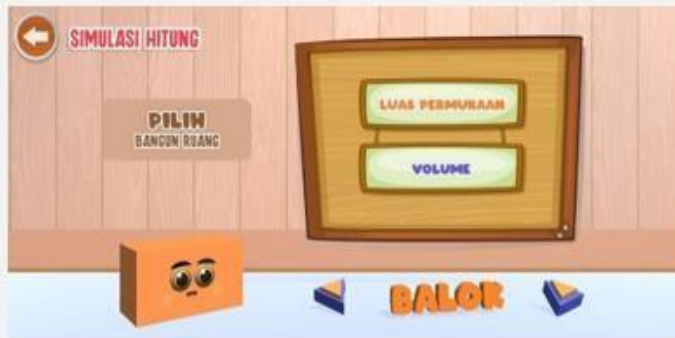 SIMULASI HITUNG
PILIH
BANGUN RUANG
LUAS PERMUKAAN
VOLUME
BALOK